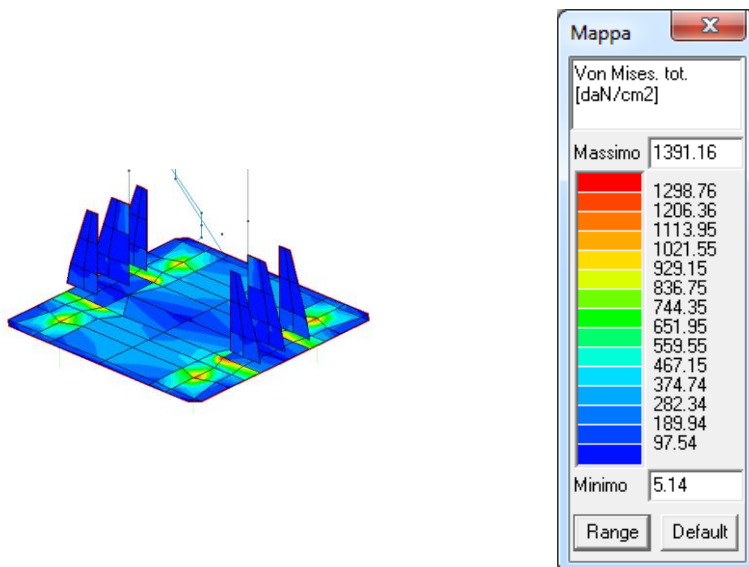 Mappa
Von Mises. tot.
[daN/cm2]
Massimo 1391.16
1298.76
1206.36
1113.95
1021.55
929.15
836.75
744.35
651.95
559.55
467.15
374.74
282.34
189.94
97.54
Minimo 5.14
Range Default